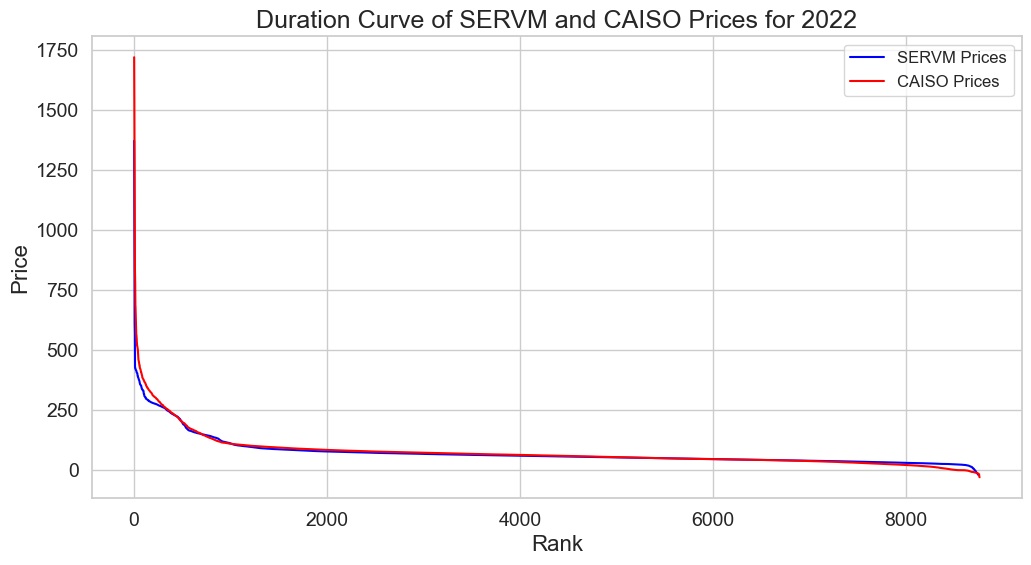 Duration Curve of SERVM and CAISO Prices for 2022
SERVM Prices
CAISO Prices
Price
1750
1500
1250
1000
750
500
250
0
0 2000 4000 6000 8000
Rank